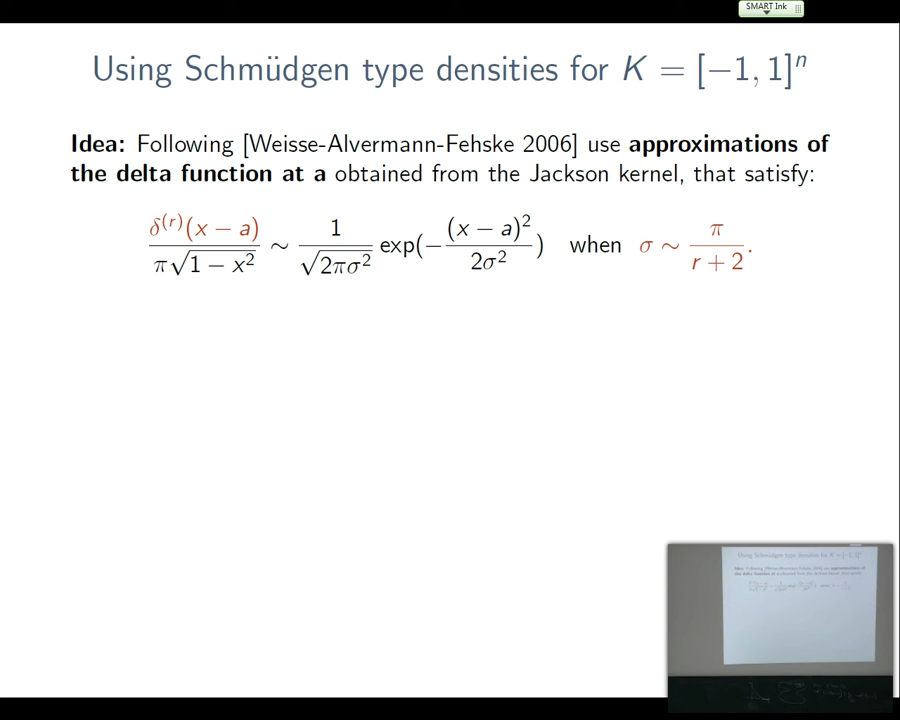 SMART Ink
Using Schmüdgen type densities for K = [−1, 1]ⁿ
Idea: Following [Weisse-Alvermann-Fehske 2006] use approximations of
the delta function at a obtained from the Jackson kernel, that satisfy:
δ⁽ʳ⁾(x − a) / π√(1 − x²) ∼ 1 / √(2πσ²) exp(− (x − a)² / 2σ² ) when σ ∼ π / r + 2 .